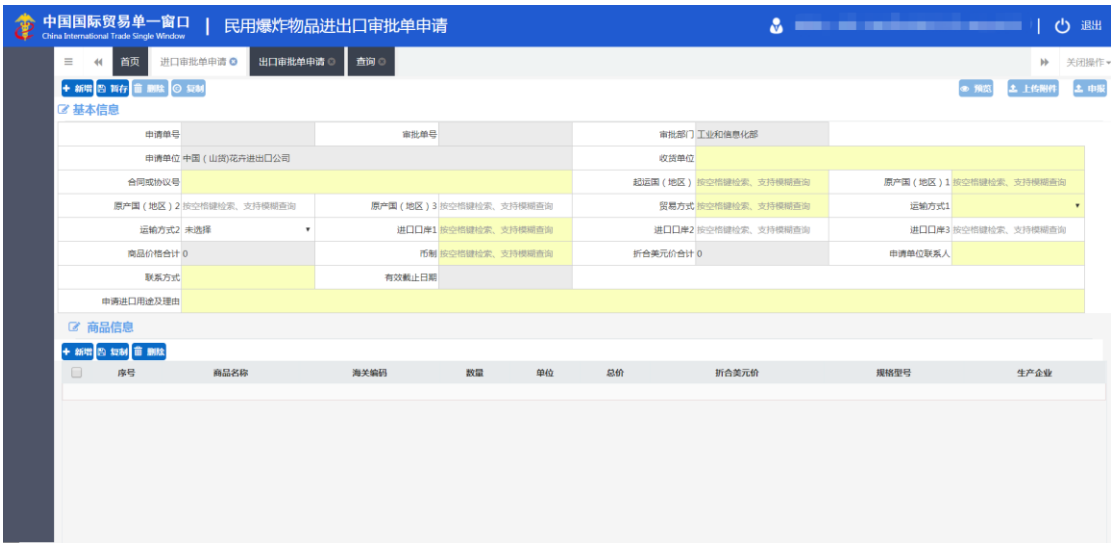 中国国际贸易单一窗口 | 民用爆炸物品进出口审批单申请 退出
China International Trade Single Window
首页 进口审批单申请 出口审批单申请 查询 关闭操作
新增 暂存 删除 复制 预览 上传附件 申报
基本信息
申请单号 审批单号 审批部门 工业和信息化部
申请单位 中国（山货)花卉进出口公司 收货单位
合同或协议号 起运国（地区） 按空格键检索、支持模糊查询 原产国（地区）1 按空格键检索、支持模糊查询
原产国（地区）2 按空格键检索、支持模糊查询 原产国（地区）3 按空格键检索、支持模糊查询 贸易方式 按空格键检索、支持模糊查询 运输方式1
运输方式2 未选择 进口口岸1 按空格键检索、支持模糊查询 进口口岸2 按空格键检索、支持模糊查询 进口口岸3 按空格键检索、支持模糊查询
商品价格合计 0 币制 按空格键检索、支持模糊查询 折合美元价合计 0 申请单位联系人
联系方式 有效截止日期
申请进口用途及理由
商品信息
新增 复制 删除
序号 商品名称 海关编码 数量 单位 总价 折合美元价 规格型号 生产企业